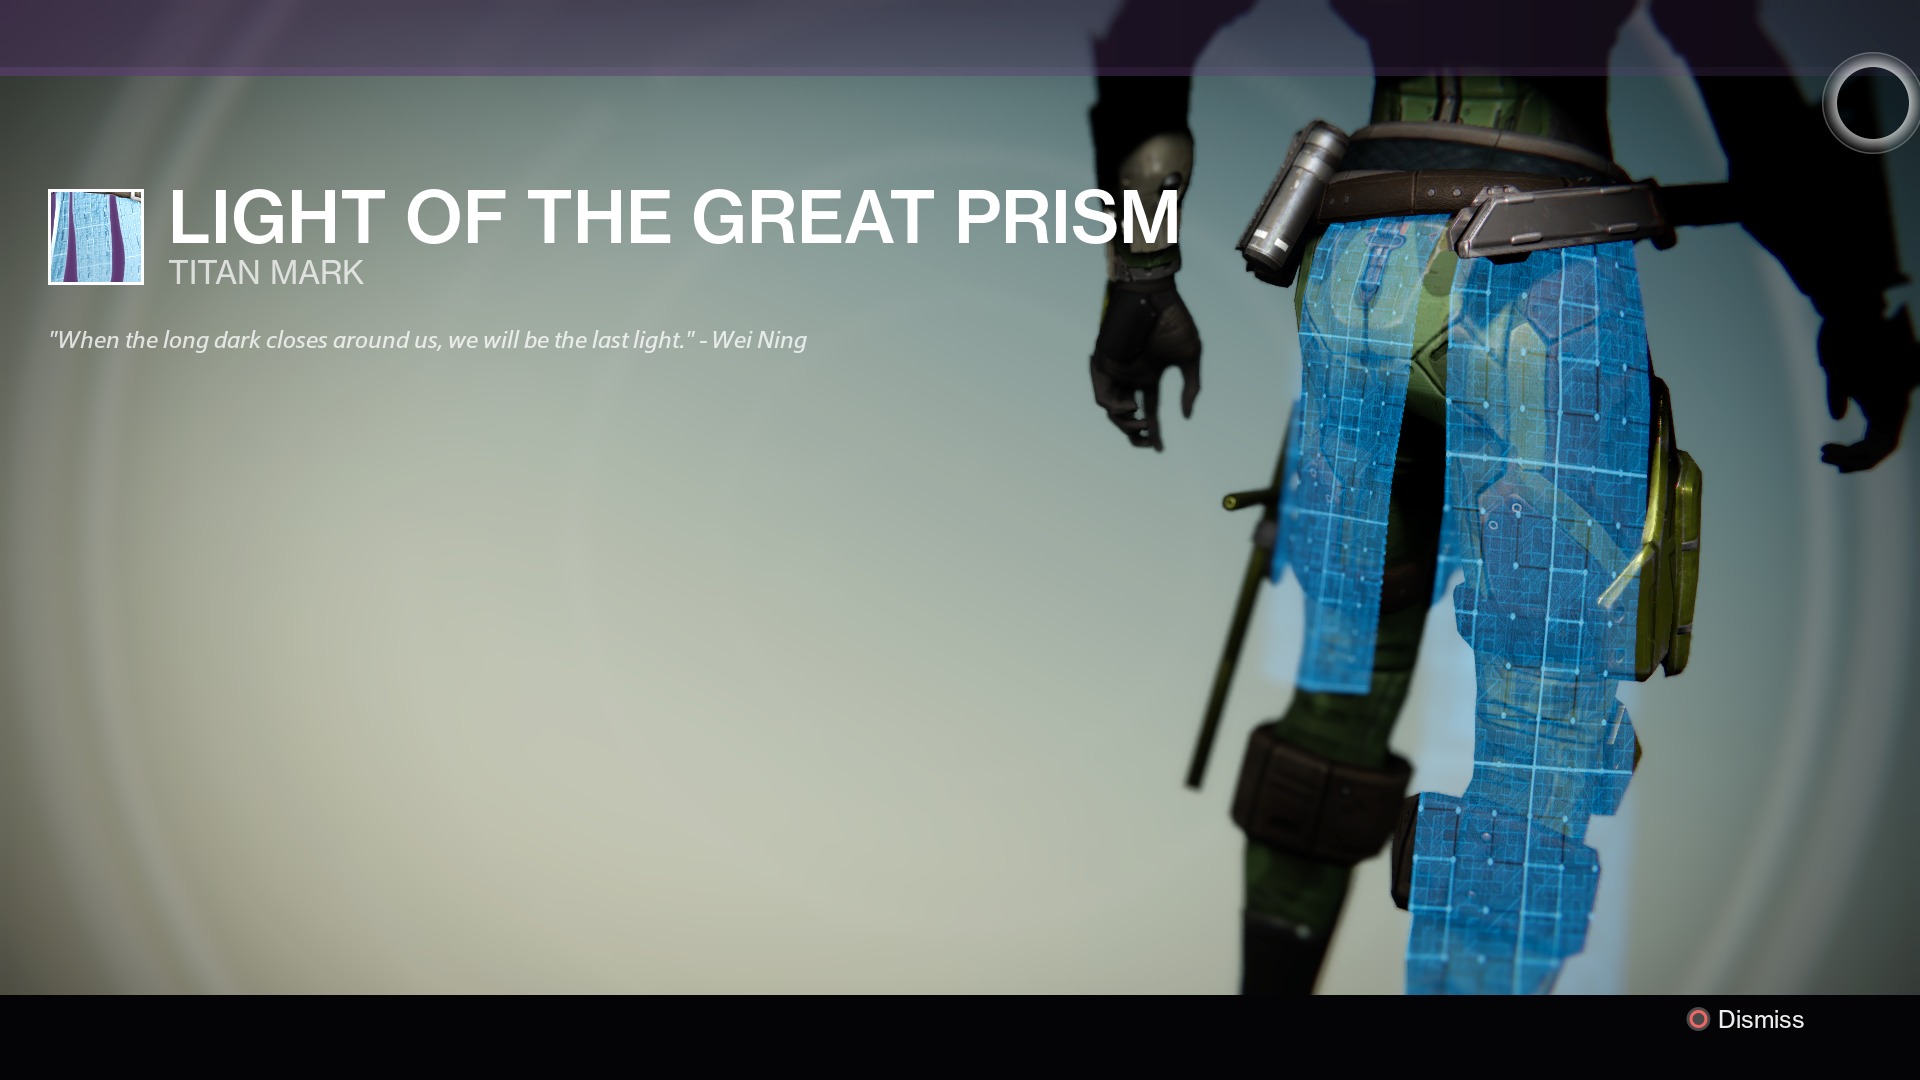 LIGHT OF THE GREAT PRISM
TITAN MARK
"When the long dark closes around us, we will be the last light." - Wei Ning
Dismiss